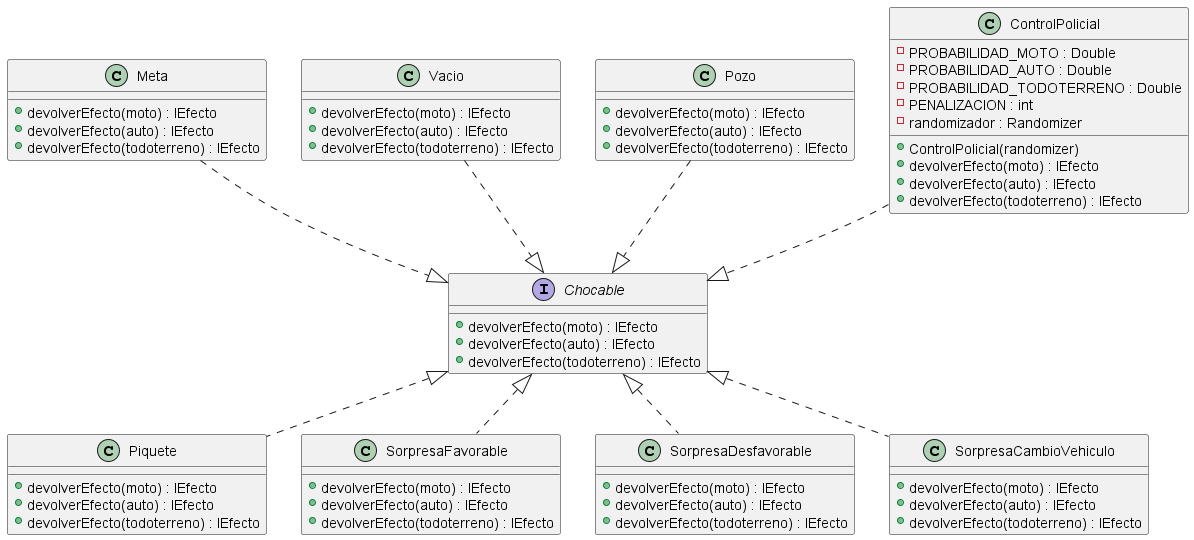 C Meta
devolverEfecto(moto) : IEfecto
devolverEfecto(auto) : IEfecto
devolverEfecto(todoterreno) : IEfecto
C Vacio
devolverEfecto(moto) : IEfecto
devolverEfecto(auto) : IEfecto
devolverEfecto(todoterreno) : IEfecto
C Pozo
devolverEfecto(moto) : IEfecto
devolverEfecto(auto) : IEfecto
devolverEfecto(todoterreno) : IEfecto
C ControlPolicial
PROBABILIDAD_MOTO : Double
PROBABILIDAD_AUTO : Double
PROBABILIDAD_TODOTERRENO : Double
PENALIZACION : int
randomizador : Randomizer
ControlPolicial(randomizer)
devolverEfecto(moto) : IEfecto
devolverEfecto(auto) : IEfecto
devolverEfecto(todoterreno) : IEfecto
I Chocable
devolverEfecto(moto) : IEfecto
devolverEfecto(auto) : IEfecto
devolverEfecto(todoterreno) : IEfecto
C Piquete
devolverEfecto(moto) : IEfecto
devolverEfecto(auto) : IEfecto
devolverEfecto(todoterreno) : IEfecto
C SorpresaFavorable
devolverEfecto(moto) : IEfecto
devolverEfecto(auto) : IEfecto
devolverEfecto(todoterreno) : IEfecto
C SorpresaDesfavorable
devolverEfecto(moto) : IEfecto
devolverEfecto(auto) : IEfecto
devolverEfecto(todoterreno) : IEfecto
C SorpresaCambioVehiculo
devolverEfecto(moto) : IEfecto
devolverEfecto(auto) : IEfecto
devolverEfecto(todoterreno) : IEfecto